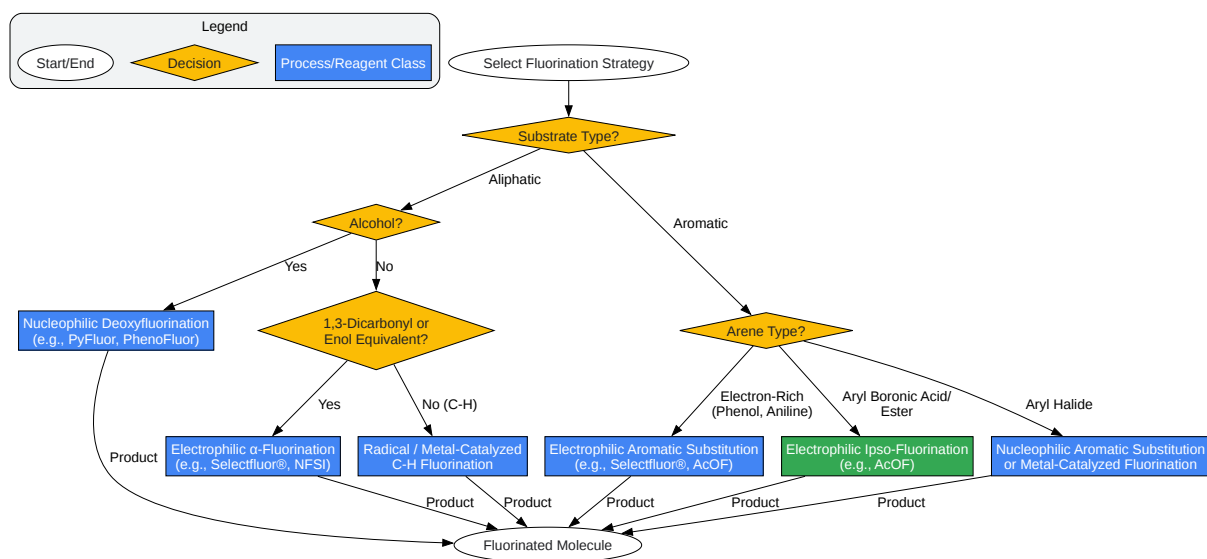 Legend
Start/End
Decision
Process/Reagent Class
Select Fluorination Strategy
Substrate Type?
Aliphatic
Aromatic
Alcohol?
Yes
No
Nucleophilic Deoxyfluorination
(e.g., PyFluor, PhenoFluor)
1,3-Dicarbonyl or
Enol Equivalent?
Arene Type?
Yes
No (C-H)
Electron-Rich
(Phenol, Aniline)
Aryl Boronic Acid/
Ester
Aryl Halide
Electrophilic α-Fluorination
(e.g., Selectfluor®, NFSI)
Radical / Metal-Catalyzed
C-H Fluorination
Electrophilic Aromatic Substitution
(e.g., Selectfluor®, AcOF)
Electrophilic Ipso-Fluorination
(e.g., AcOF)
Nucleophilic Aromatic Substitution
or Metal-Catalyzed Fluorination
Product
Product
Product
Product
Product
Product
Fluorinated Molecule